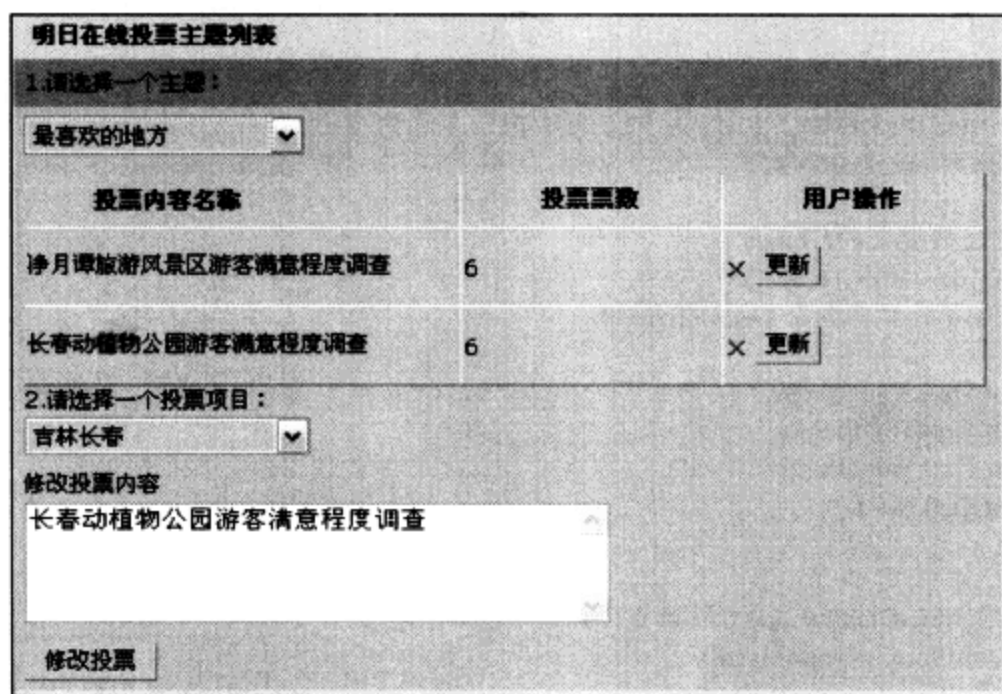 明日在线投票主题列表
1.请选择一个主题：
最喜欢的地方
投票内容名称 投票票数 用户操作
净月谭旅游风景区游客满意程度调查 6 × 更新
长春动植物公园游客满意程度调查 6 × 更新
2.请选择一个投票项目：
吉林长春
修改投票内容
长春动植物公园游客满意程度调查
修改投票